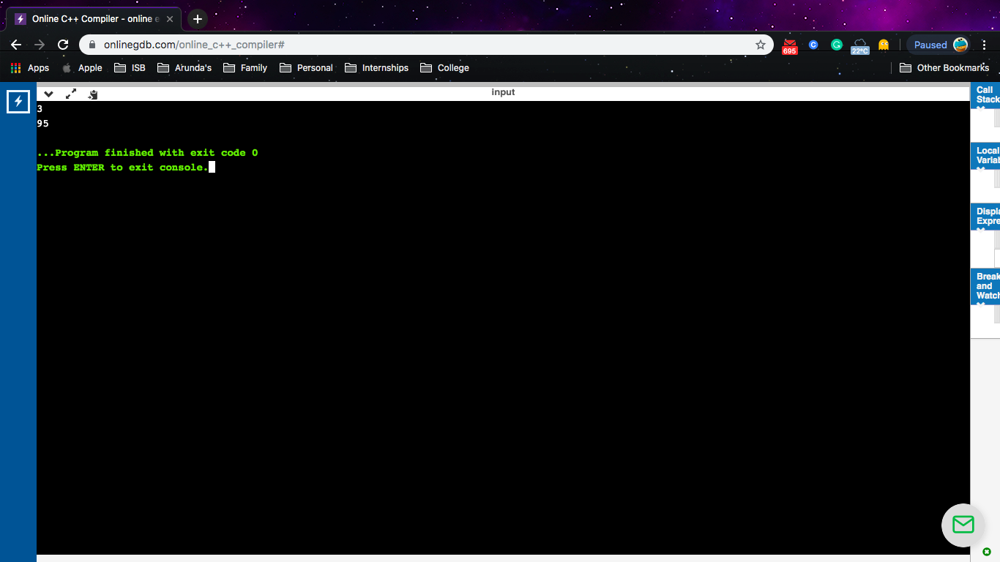 Online C++ Compiler - online e
onlinegdb.com/online_c++_compiler#
695
C
G
22°C
Paused
Apps
Apple
ISB
A'runda's
Family
Personal
Internships
College
Other Bookmarks
input
3
95
...Program finished with exit code 0
Press ENTER to exit console.
Call
Stack
Local
Variab
Displa
Expre
Break
and
Watch